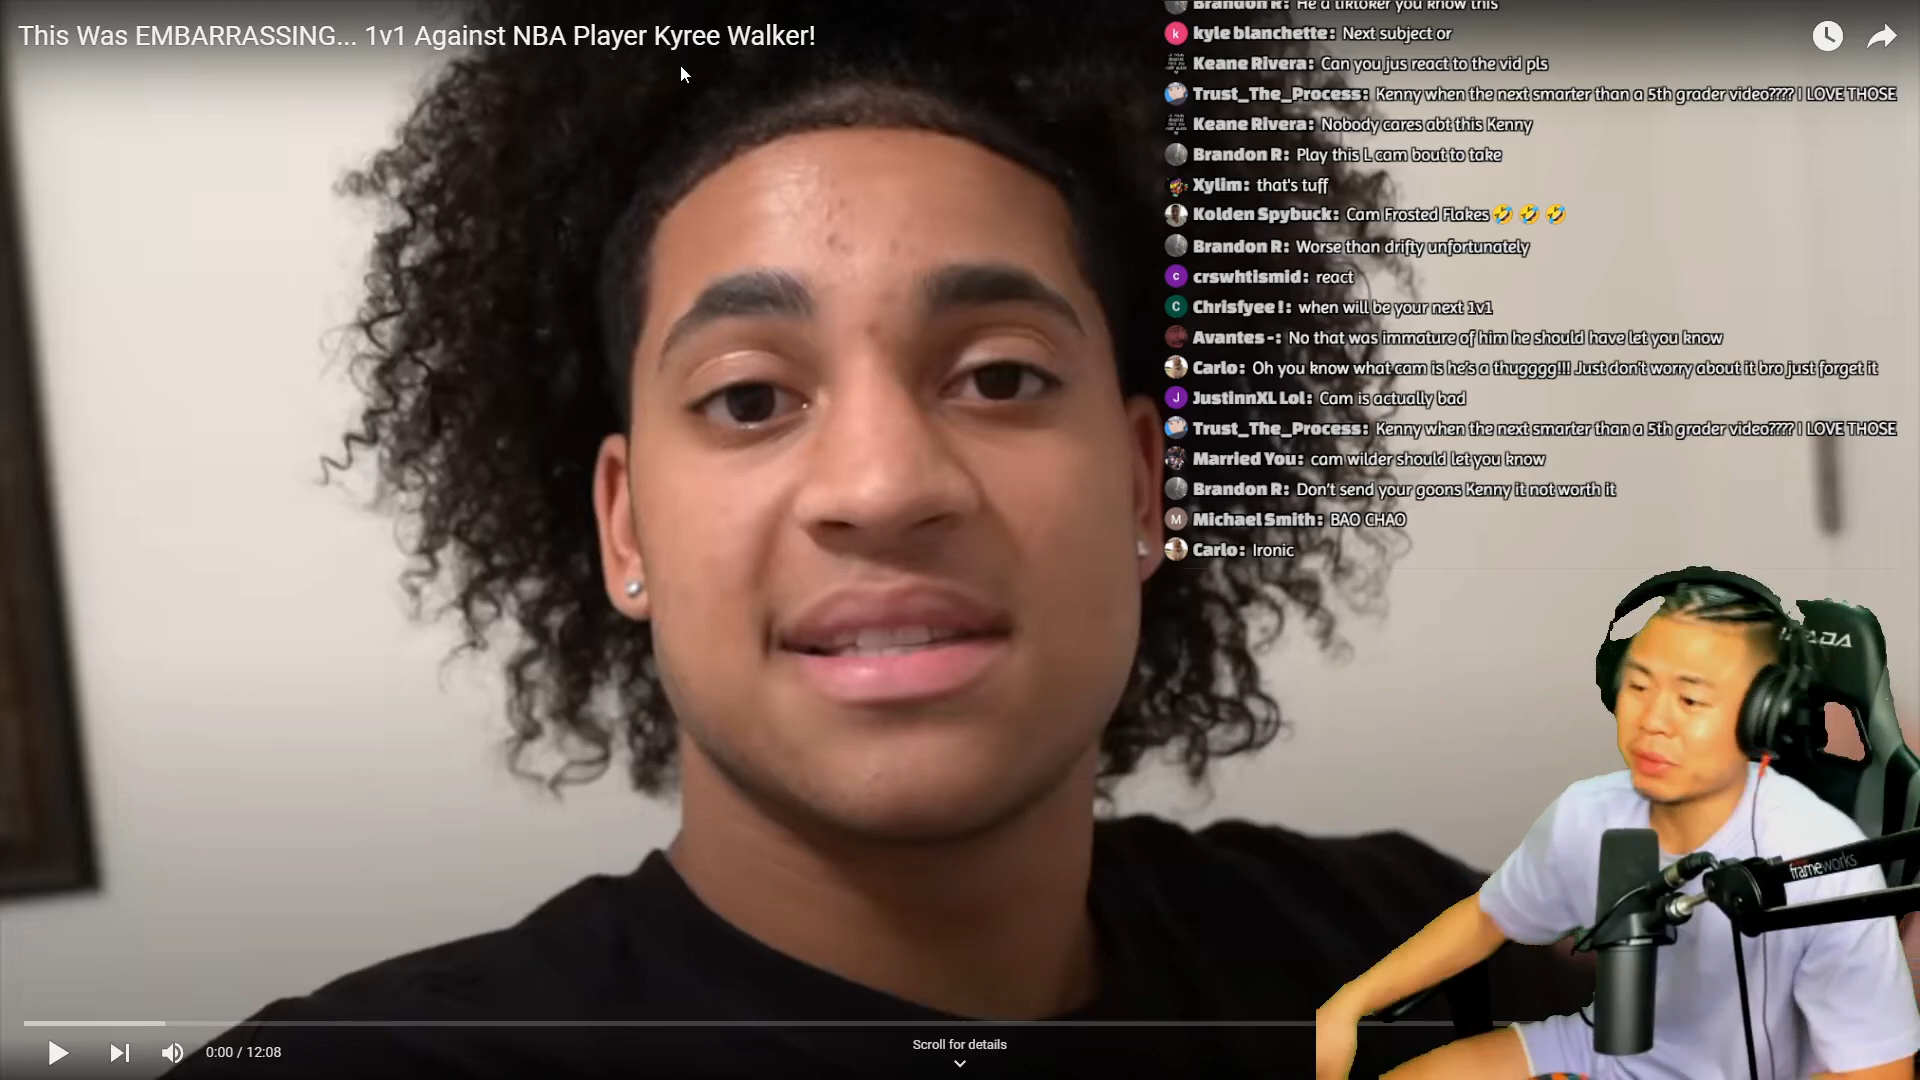 This Was EMBARRASSING... 1v1 Against NBA Player Kyree Walker!
Brandon R: He a tiktoker you know this
k kyle blanchette: Next subject or
Keane Rivera: Can you jus react to the vid pls
Trust_The_Process: Kenny when the next smarter than a 5th grader video???? I LOVE THOSE
Keane Rivera: Nobody cares abt this Kenny
Brandon R: Play this L cam bout to take
Xylim: that's tuff
Kolden Spybuck: Cam Frosted Flakes 🤣 🤣 🤣
Brandon R: Worse than drifty unfortunately
c crswhtismid: react
C Chrisfyee!: when will be your next 1v1
Avantes-: No that was immature of him he should have let you know
Carlo: Oh you know what cam is he's a thugggg!!! Just don't worry about it bro just forget it
J JustinnXL Lol: Cam is actually bad
Trust_The_Process: Kenny when the next smarter than a 5th grader video???? I LOVE THOSE
Married You: cam wilder should let you know
Brandon R: Don't send your goons Kenny it not worth it
M Michael Smith: BAO CHAO
Carlo: Ironic
frameworks
0:00 / 12:08
Scroll for details